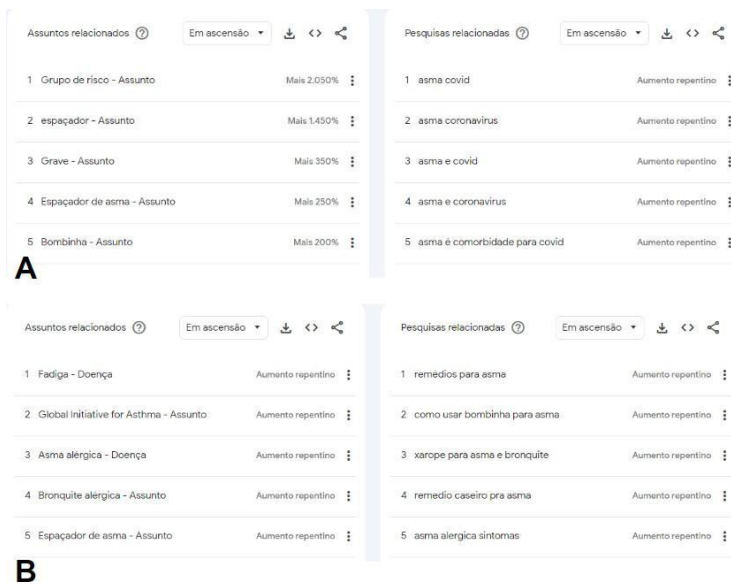 Assuntos relacionados
Em ascensão
1 Grupo de risco - Assunto Mais 2.050%
2 espaçador - Assunto Mais 1.450%
3 Grave - Assunto Mais 350%
4 Espaçador de asma - Assunto Mais 250%
5 Bombinha - Assunto Mais 200%
Pesquisas relacionadas
Em ascensão
1 asma covid Aumento repentino
2 asma coronavirus Aumento repentino
3 asma e covid Aumento repentino
4 asma e coronavirus Aumento repentino
5 asma é comorbidade para covid Aumento repentino
A
Assuntos relacionados
Em ascensão
1 Fadiga - Doença Aumento repentino
2 Global Initiative for Asthma - Assunto Aumento repentino
3 Asma alérgica - Doença Aumento repentino
4 Bronquite alérgica - Assunto Aumento repentino
5 Espaçador de asma - Assunto Aumento repentino
Pesquisas relacionadas
Em ascensão
1 remédios para asma Aumento repentino
2 como usar bombinha para asma Aumento repentino
3 xarope para asma e bronquite Aumento repentino
4 remedio caseiro pra asma Aumento repentino
5 asma alergica sintomas Aumento repentino
B